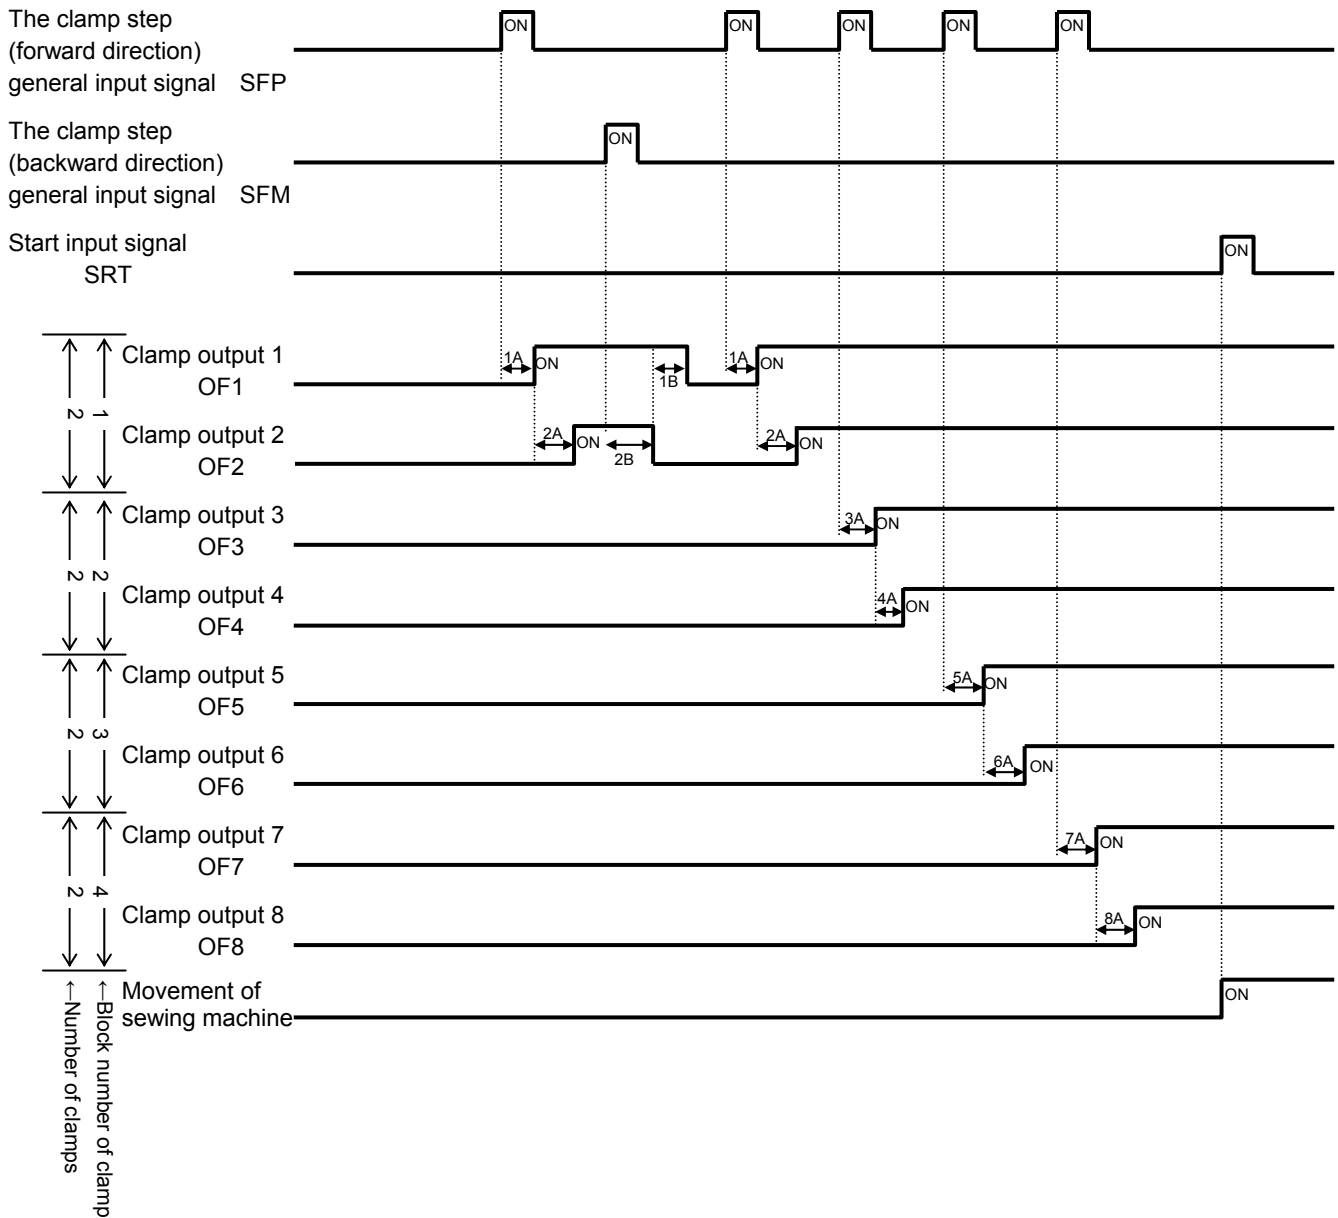 The clamp step
(forward direction)
general input signal SFP
ON ON ON ON ON
The clamp step
(backward direction)
general input signal SFM
ON
Start input signal
SRT
ON
Clamp output 1
OF1
1A ON 1B 1A ON
2 1
Clamp output 2
OF2
2A ON 2B 2A ON
Clamp output 3
OF3
3A ON
2 2
Clamp output 4
OF4
4A ON
Clamp output 5
OF5
5A ON
2 3
Clamp output 6
OF6
6A ON
Clamp output 7
OF7
7A ON
2 4
Clamp output 8
OF8
8A ON
Movement of
sewing machine
ON
←Block number of clamp
←Number of clamps